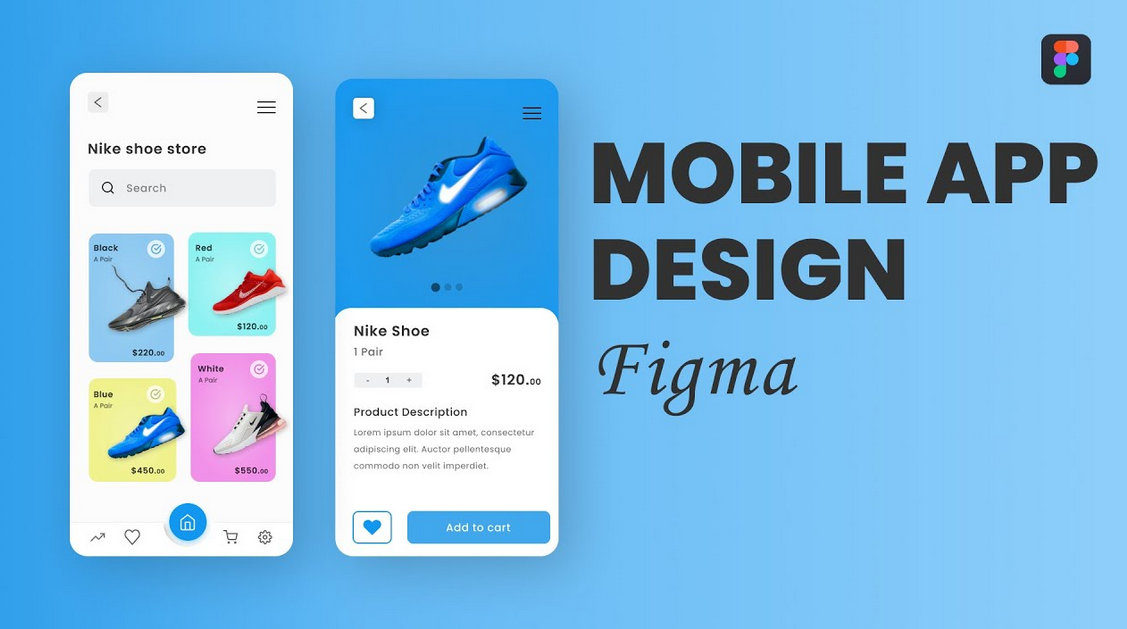 Nike shoe store
Search
Black
A Pair
$220.00
Red
A Pair
$120.00
Blue
A Pair
$450.00
White
A Pair
$550.00
Nike Shoe
1 Pair
- 1 +
$120.00
Product Description
Lorem ipsum dolor sit amet, consectetur
adipiscing elit. Auctor pellentesque
commodo non velit imperdiet.
Add to cart
MOBILE APP
DESIGN
Figma